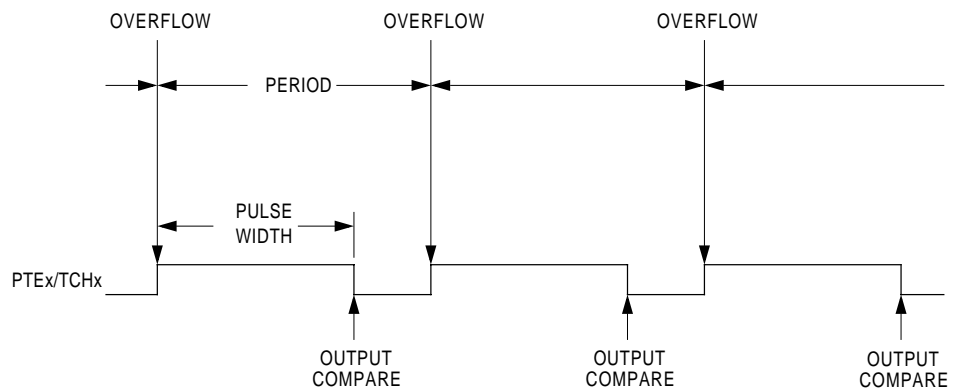 OVERFLOW
OVERFLOW
OVERFLOW
PERIOD
PULSE
WIDTH
PTEx/TCHx
OUTPUT
COMPARE
OUTPUT
COMPARE
OUTPUT
COMPARE